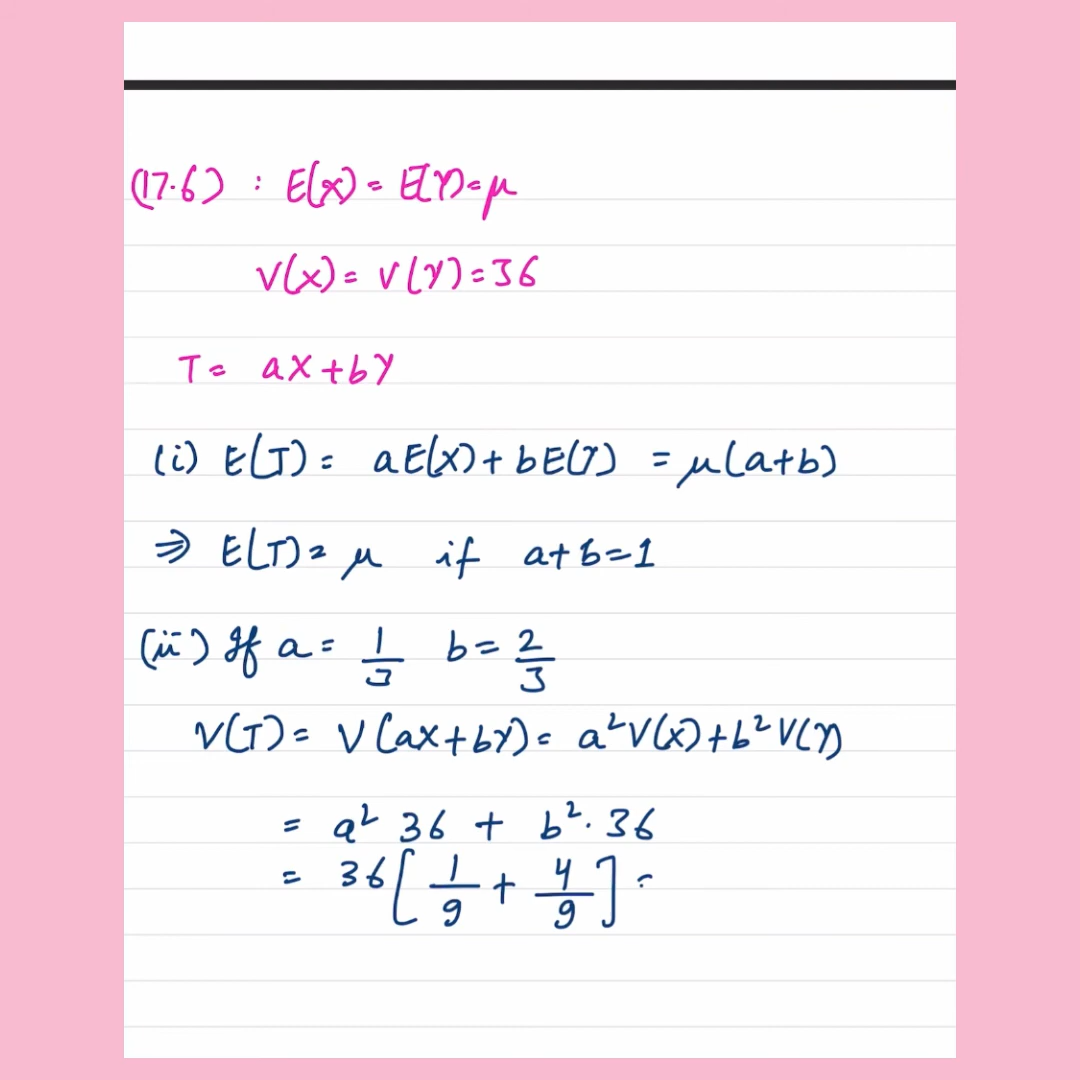 (17.6) : E(X) = E(Y) = μ
V(X) = V(Y) = 36
T = aX + bY
(i) E(T) = aE(X) + bE(Y) = μ(a+b)
⇒ E(T) = μ if a+b=1
(ii) If a = 1/3 b = 2/3
V(T) = V(aX+bY) = a²V(X) + b²V(Y)
= a² 36 + b². 36
= 36 [ 1/9 + 4/9 ] =